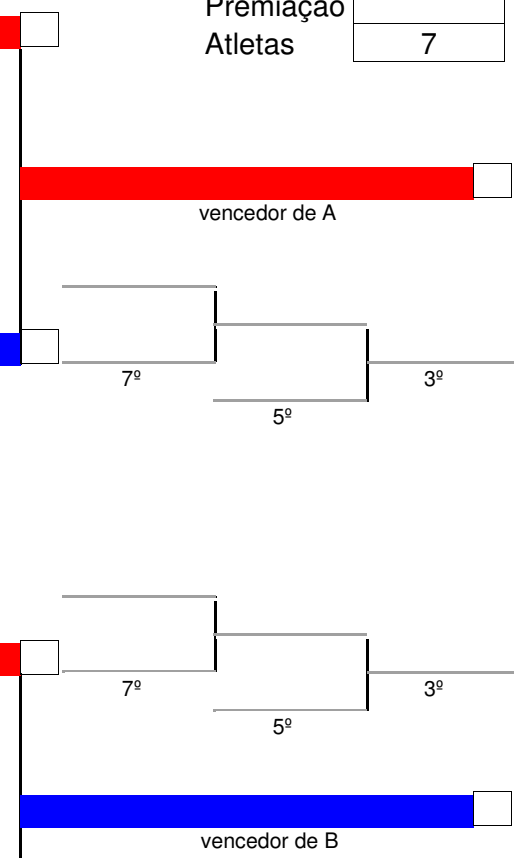 Premiação
Atletas 7
vencedor de A
7º 3º
5º
7º 3º
5º
vencedor de B